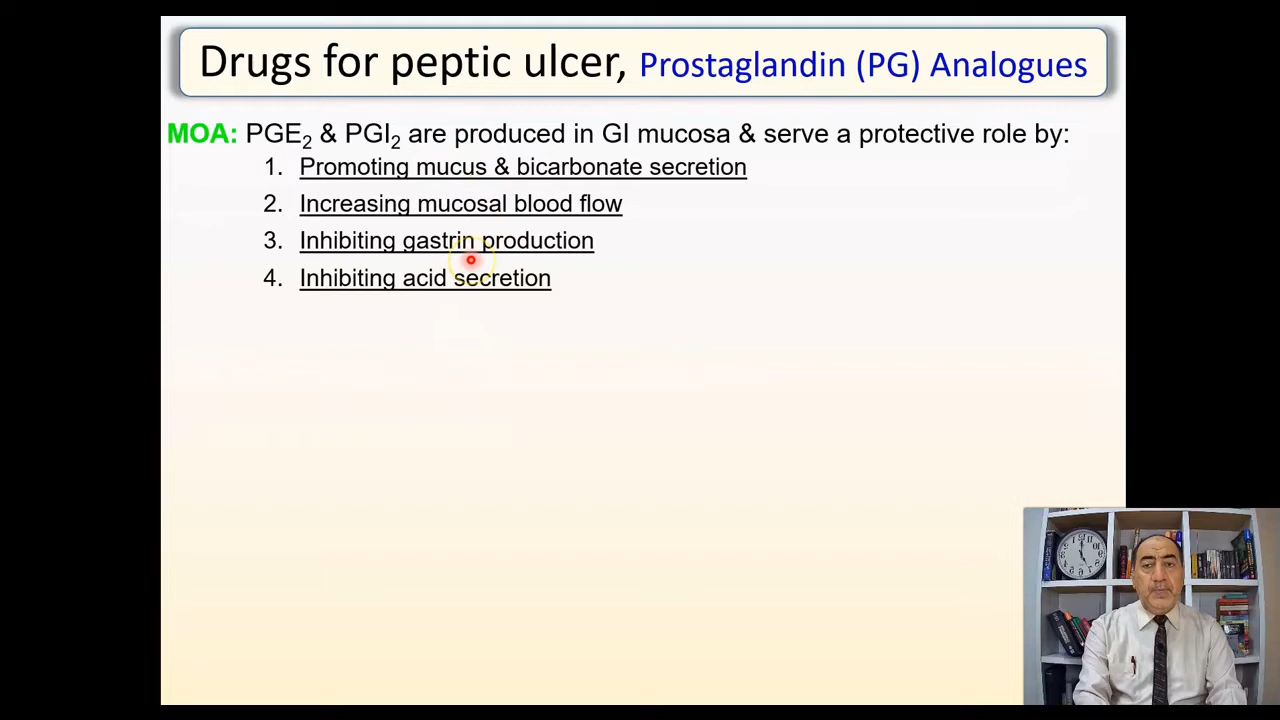 Drugs for peptic ulcer, Prostaglandin (PG) Analogues
MOA: PGE₂ & PGI₂ are produced in GI mucosa & serve a protective role by:
1. Promoting mucus & bicarbonate secretion
2. Increasing mucosal blood flow
3. Inhibiting gastrin production
4. Inhibiting acid secretion